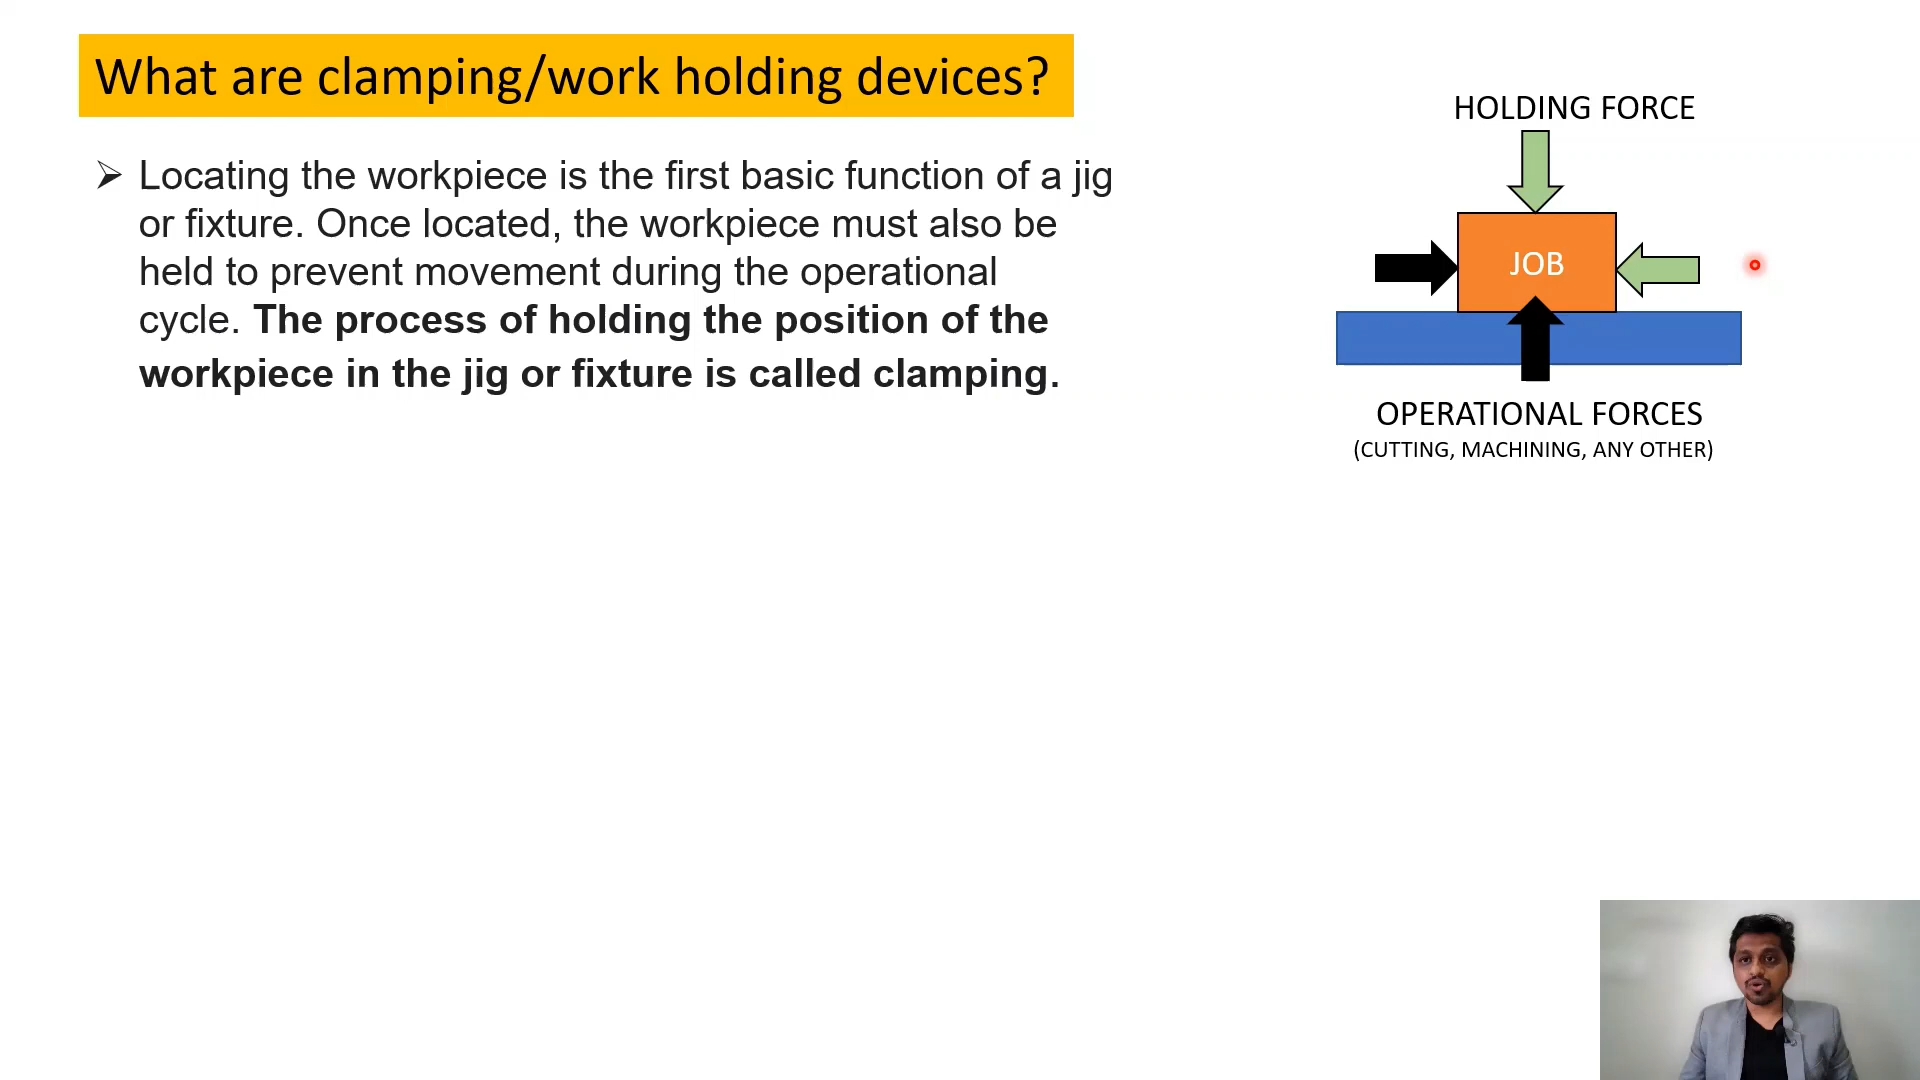 What are clamping/work holding devices?
Locating the workpiece is the first basic function of a jig
or fixture. Once located, the workpiece must also be
held to prevent movement during the operational
cycle. The process of holding the position of the
workpiece in the jig or fixture is called clamping.
HOLDING FORCE
JOB
OPERATIONAL FORCES
(CUTTING, MACHINING, ANY OTHER)